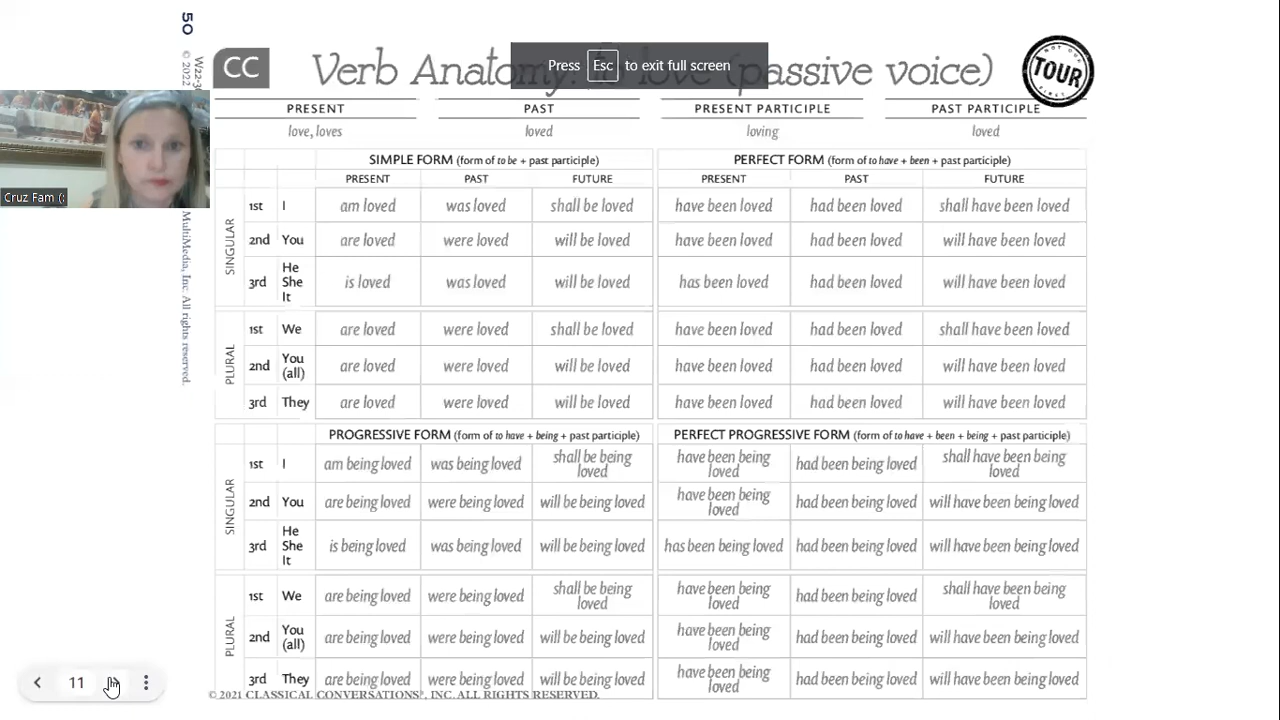 50
© 2022
MultiMedia, Inc. All rights reserved.
CC
Verb Anatomy: to love (passive voice)
Press Esc to exit full screen
NOT ONE
TOUR
FIRES
Cruz Fam (:
PRESENT PAST PRESENT PARTICIPLE PAST PARTICIPLE
love, loves loved loving loved
SIMPLE FORM (form of to be + past participle) PERFECT FORM (form of to have + been + past participle)
PRESENT PAST FUTURE PRESENT PAST FUTURE
SINGULAR
1st I am loved was loved shall be loved have been loved had been loved shall have been loved
2nd You are loved were loved will be loved have been loved had been loved will have been loved
3rd He She It is loved was loved will be loved has been loved had been loved will have been loved
PLURAL
1st We are loved were loved shall be loved have been loved had been loved shall have been loved
2nd You (all) are loved were loved will be loved have been loved had been loved will have been loved
3rd They are loved were loved will be loved have been loved had been loved will have been loved
PROGRESSIVE FORM (form of to have + being + past participle) PERFECT PROGRESSIVE FORM (form of to have + been + being + past participle)
SINGULAR
1st I am being loved was being loved shall be being loved have been being loved had been being loved shall have been being loved
2nd You are being loved were being loved will be being loved have been being loved had been being loved will have been being loved
3rd He She It is being loved was being loved will be being loved has been being loved had been being loved will have been being loved
PLURAL
1st We are being loved were being loved shall be being loved have been being loved had been being loved shall have been being loved
2nd You (all) are being loved were being loved will be being loved have been being loved had been being loved will have been being loved
3rd They are being loved were being loved will be being loved have been being loved had been being loved will have been being loved
© 2021 CLASSICAL CONVERSATIONS®, INC. ALL RIGHTS RESERVED.
11